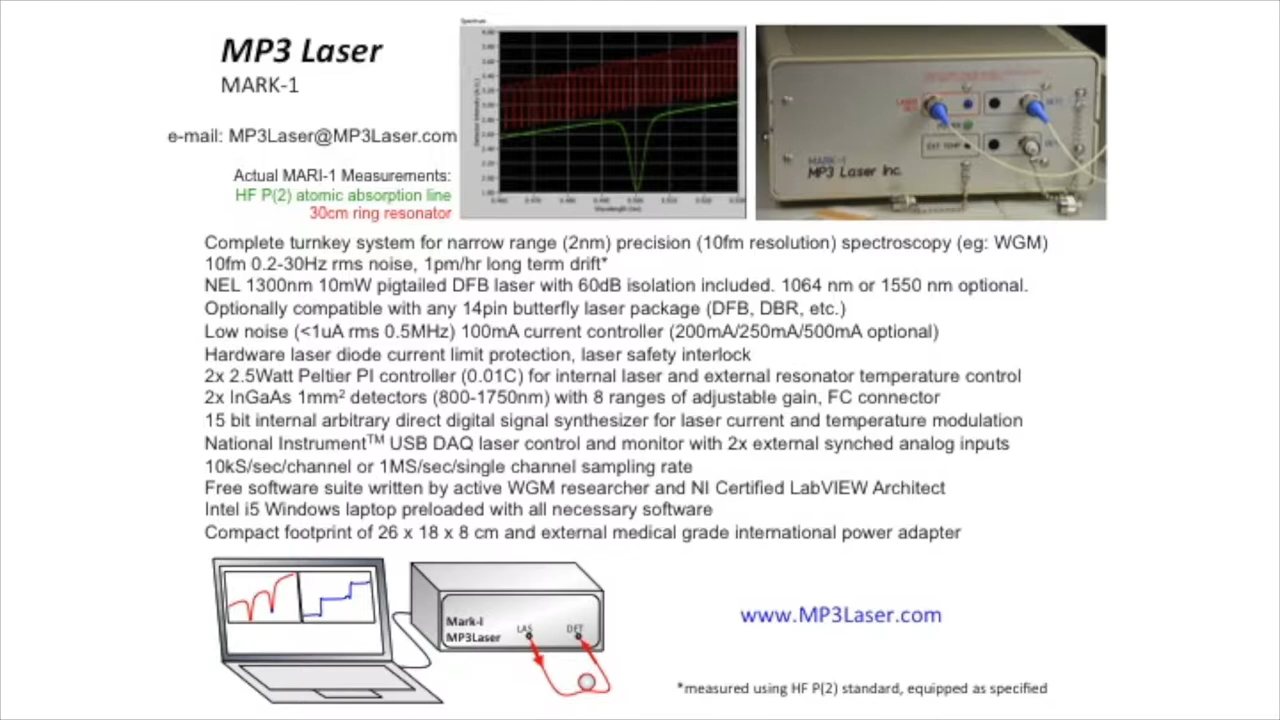 MP3 Laser
MARK-1
e-mail: MP3Laser@MP3Laser.com
Actual MARI-1 Measurements:
HF P(2) atomic absorption line
30cm ring resonator
Spectrum
MARK-1
MP3 Laser Inc.
EXT TEMP
Complete turnkey system for narrow range (2nm) precision (10fm resolution) spectroscopy (eg: WGM)
10fm 0.2-30Hz rms noise, 1pm/hr long term drift*
NEL 1300nm 10mW pigtailed DFB laser with 60dB isolation included. 1064 nm or 1550 nm optional.
Optionally compatible with any 14pin butterfly laser package (DFB, DBR, etc.)
Low noise (<1uA rms 0.5MHz) 100mA current controller (200mA/250mA/500mA optional)
Hardware laser diode current limit protection, laser safety interlock
2x 2.5Watt Peltier PI controller (0.01C) for internal laser and external resonator temperature control
2x InGaAs 1mm² detectors (800-1750nm) with 8 ranges of adjustable gain, FC connector
15 bit internal arbitrary direct digital signal synthesizer for laser current and temperature modulation
National Instrument™ USB DAQ laser control and monitor with 2x external synched analog inputs
10kS/sec/channel or 1MS/sec/single channel sampling rate
Free software suite written by active WGM researcher and NI Certified LabVIEW Architect
Intel i5 Windows laptop preloaded with all necessary software
Compact footprint of 26 x 18 x 8 cm and external medical grade international power adapter
Mark-I
MP3Laser
LAS
DET
www.MP3Laser.com
*measured using HF P(2) standard, equipped as specified